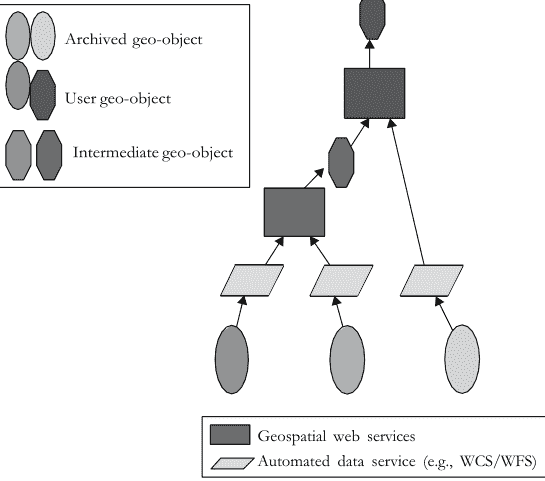 Archived geo-object
User geo-object
Intermediate geo-object
Geospatial web services
Automated data service (e.g., WCS/WFS)